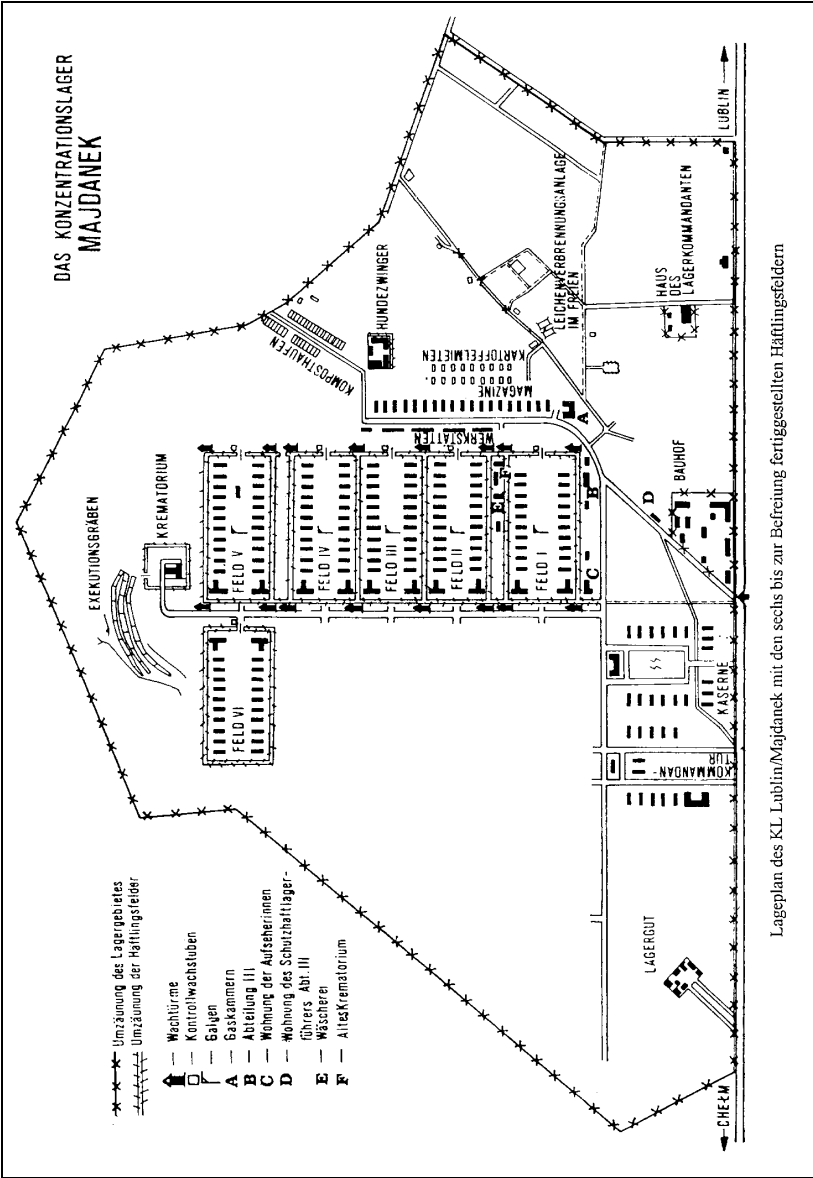 DAS KONZENTRATIONSLAGER
MAJDANEK
Umzäunung des Lagergebietes
Umzäunung der Häftlingsfelder
Wachtürme
Kontrollwachstuben
Galgen
A — Gaskammern
B — Abteilung III
C — Wohnung der Aufseherinnen
D — Wohnung des Schutzhaftlager-
führers Abt. III
E — Wäscherei
F — Altes Krematorium
EXEKUTIONSGRÄBEN
KREMATORIUM
KOMPOSTHAUFEN
HUNDEZWINGER
FELD VI
FELD V
FELD IV
FELD III
FELD II
FELD I
WERKSTÄTTEN
MAGAZINE
KARTOFFELMIETEN
LEICHENVERBRENNUNGSANLAGE
IM FREIEN
E
F
A
B
C
D
HAUS
DES
LAGERKOMMANDANTEN
BAUHOF
KASERNE
KOMMANDAN-
TUR
LAGERGUT
CHEŁM
LUBLIN
Lageplan des KL Lublin/Majdanek mit den sechs bis zur Befreiung fertiggestellten Häftlingsfeldern